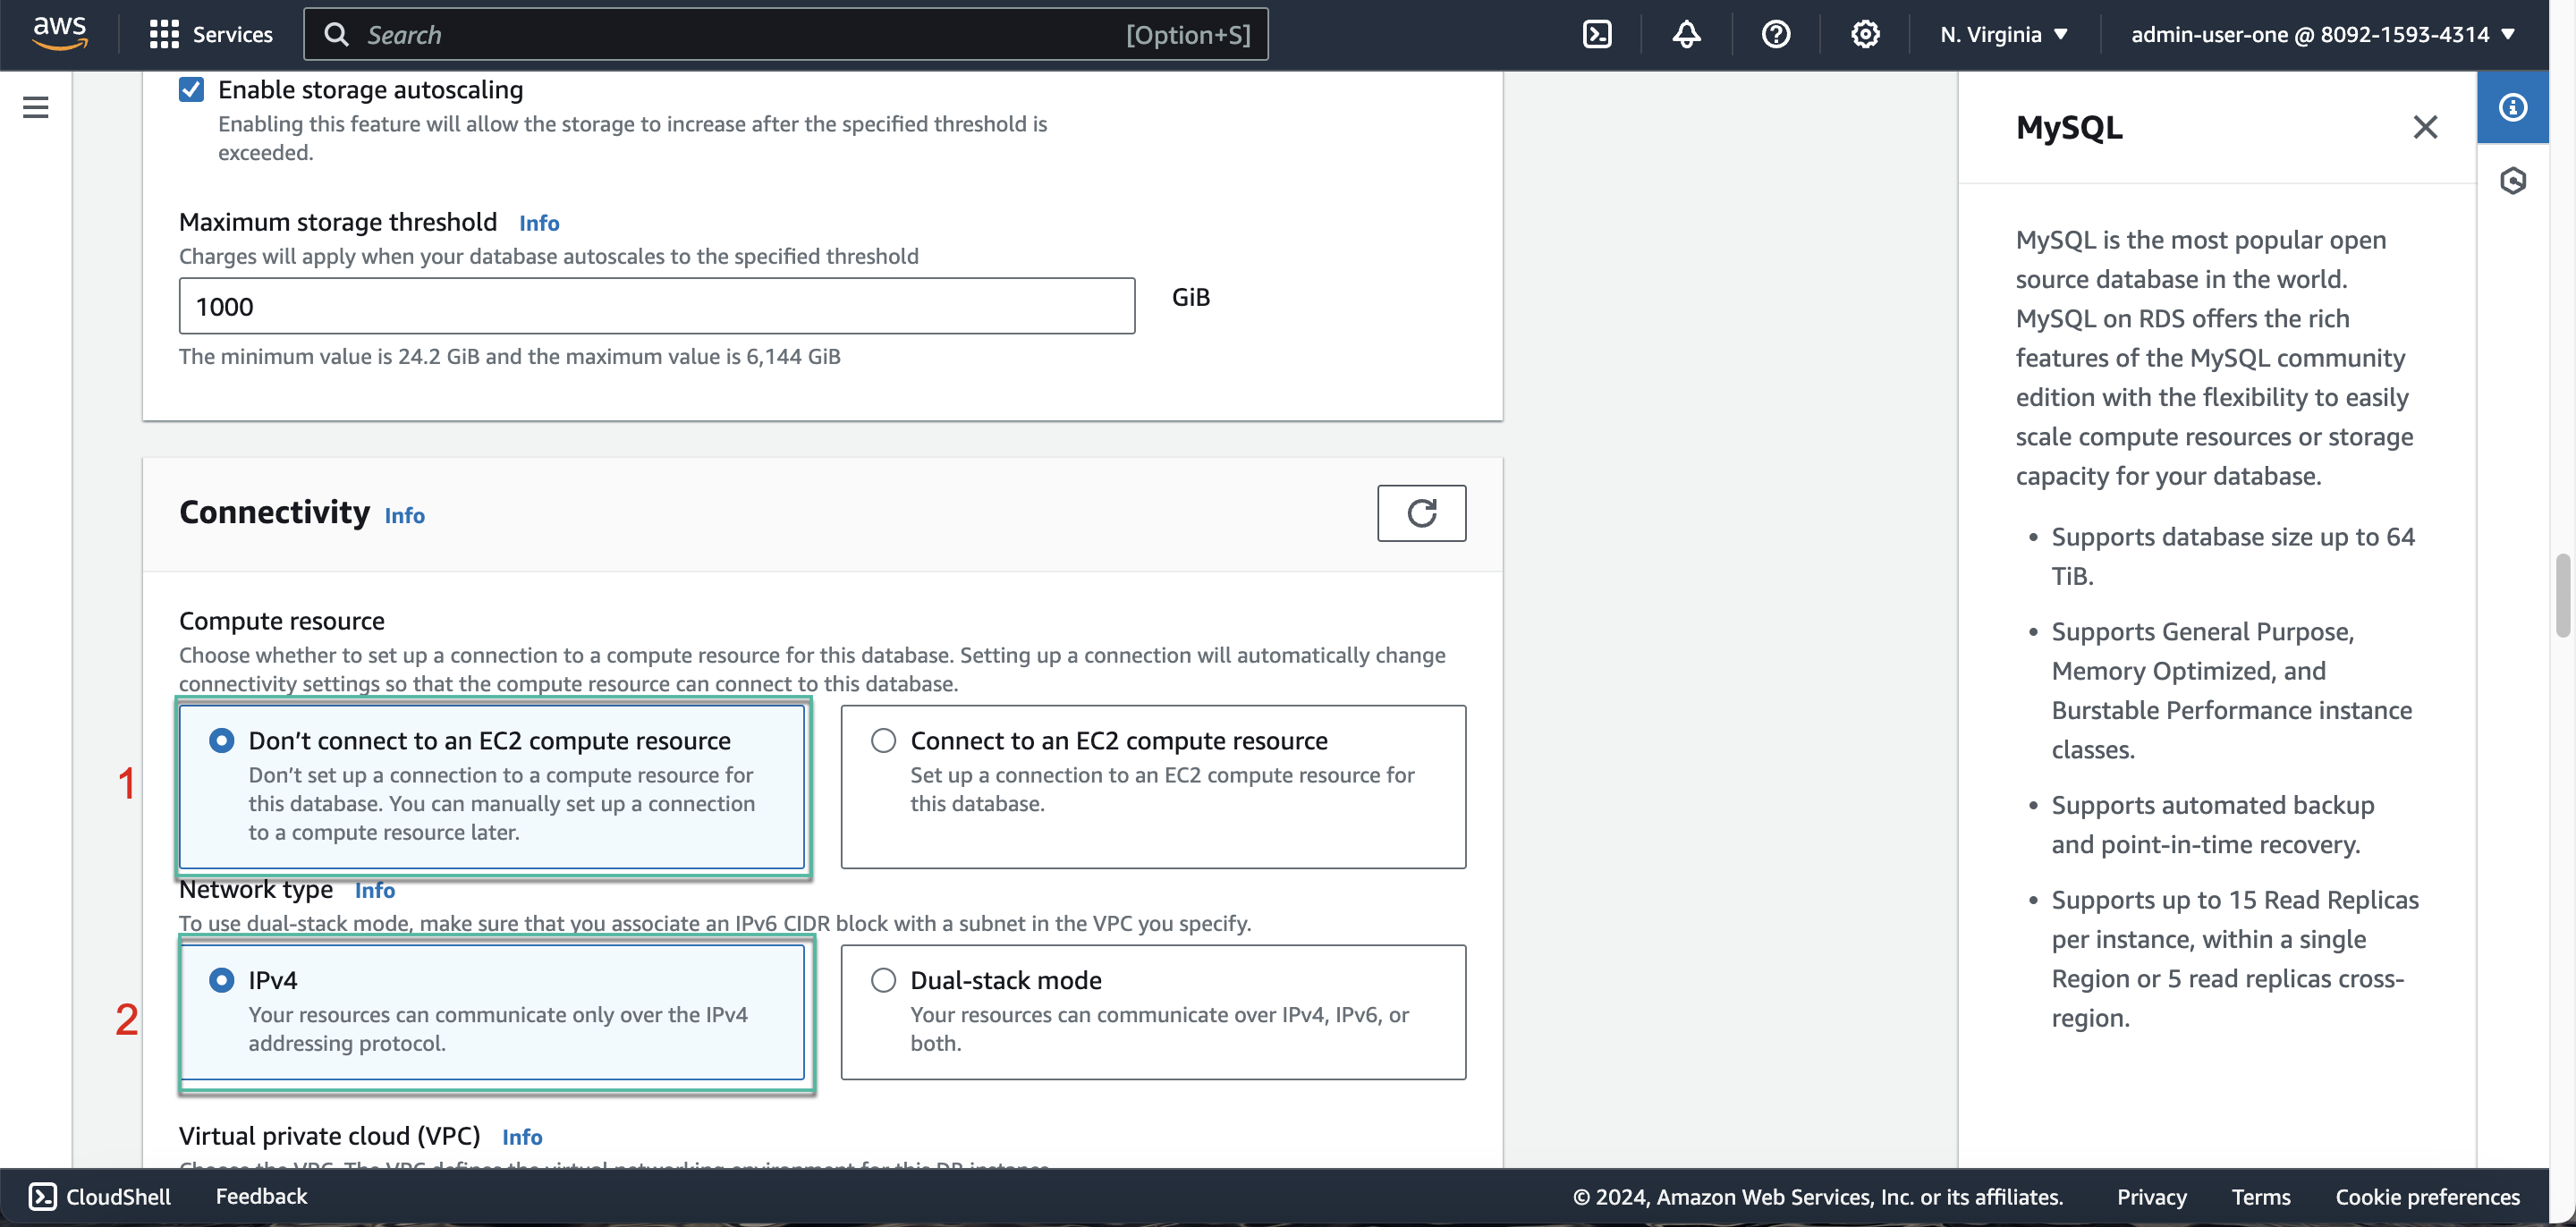 aws
Services
Search
[Option+S]
N. Virginia
admin-user-one @ 8092-1593-4314
Enable storage autoscaling
Enabling this feature will allow the storage to increase after the specified threshold is
exceeded.
Maximum storage threshold Info
Charges will apply when your database autoscales to the specified threshold
1000
GiB
The minimum value is 24.2 GiB and the maximum value is 6,144 GiB
Connectivity Info
Compute resource
Choose whether to set up a connection to a compute resource for this database. Setting up a connection will automatically change
connectivity settings so that the compute resource can connect to this database.
1
Don’t connect to an EC2 compute resource
Don’t set up a connection to a compute resource for
this database. You can manually set up a connection
to a compute resource later.
Connect to an EC2 compute resource
Set up a connection to an EC2 compute resource for
this database.
Network type Info
To use dual-stack mode, make sure that you associate an IPv6 CIDR block with a subnet in the VPC you specify.
2
IPv4
Your resources can communicate only over the IPv4
addressing protocol.
Dual-stack mode
Your resources can communicate over IPv4, IPv6, or
both.
Virtual private cloud (VPC) Info
Choose the VPC. The VPC defines the virtual networking environment for this DB instance.
MySQL
MySQL is the most popular open
source database in the world.
MySQL on RDS offers the rich
features of the MySQL community
edition with the flexibility to easily
scale compute resources or storage
capacity for your database.
• Supports database size up to 64
TiB.
• Supports General Purpose,
Memory Optimized, and
Burstable Performance instance
classes.
• Supports automated backup
and point-in-time recovery.
• Supports up to 15 Read Replicas
per instance, within a single
Region or 5 read replicas cross-
region.
CloudShell
Feedback
© 2024, Amazon Web Services, Inc. or its affiliates.
Privacy
Terms
Cookie preferences